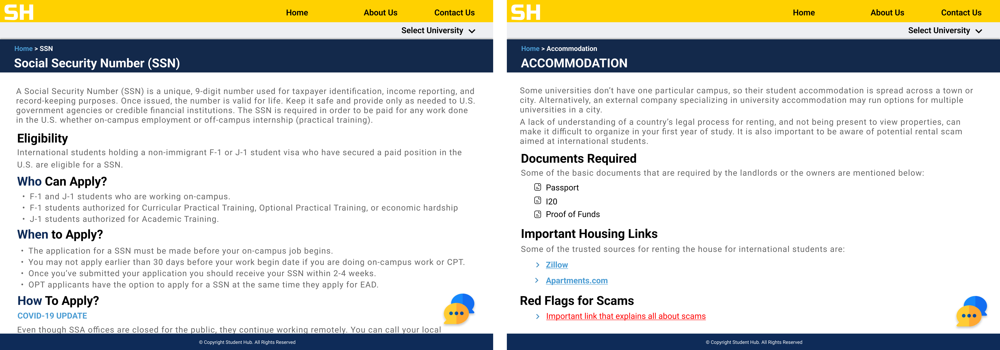 SH
Home
About Us
Contact Us
Select University
Home > SSN
Social Security Number (SSN)
A Social Security Number (SSN) is a unique, 9-digit number used for taxpayer identification, income reporting, and
record-keeping purposes. Once issued, the number is valid for life. Keep it safe and provide only as needed to U.S.
government agencies or credible financial institutions. The SSN is required in order to be paid for any work done
in the U.S. whether on-campus employment or off-campus internship (practical training).
Eligibility
International students holding a non-immigrant F-1 or J-1 student visa who have secured a paid position in the
U.S. are eligible for a SSN.
Who Can Apply?
• F-1 and J-1 students who are working on-campus.
• F-1 students authorized for Curricular Practical Training, Optional Practical Training, or economic hardship
• J-1 students authorized for Academic Training.
When to Apply?
• The application for a SSN must be made before your on-campus job begins.
• You may not apply earlier than 30 days before your work begin date if you are doing on-campus work or CPT.
• Once you’ve submitted your application you should receive your SSN within 2-4 weeks.
• OPT applicants have the option to apply for a SSN at the same time they apply for EAD.
How To Apply?
COVID-19 UPDATE
Even though SSA offices are closed for the public, they continue working remotely. You can call your local
© Copyright Student Hub. All Rights Reserved
SH
Home
About Us
Contact Us
Select University
Home > Accommodation
ACCOMMODATION
Some universities don’t have one particular campus, so their student accommodation is spread across a town or
city. Alternatively, an external company specializing in university accommodation may run options for multiple
universities in a city.
A lack of understanding of a country’s legal process for renting, and not being present to view properties, can
make it difficult to organize in your first year of study. It is also important to be aware of potential rental scam
aimed at international students.
Documents Required
Some of the basic documents that are required by the landlords or the owners are mentioned below:
Passport
I20
Proof of Funds
Important Housing Links
Some of the trusted sources for renting the house for international students are:
Zillow
Apartments.com
Red Flags for Scams
Important link that explains all about scams
© Copyright Student Hub. All Rights Reserved